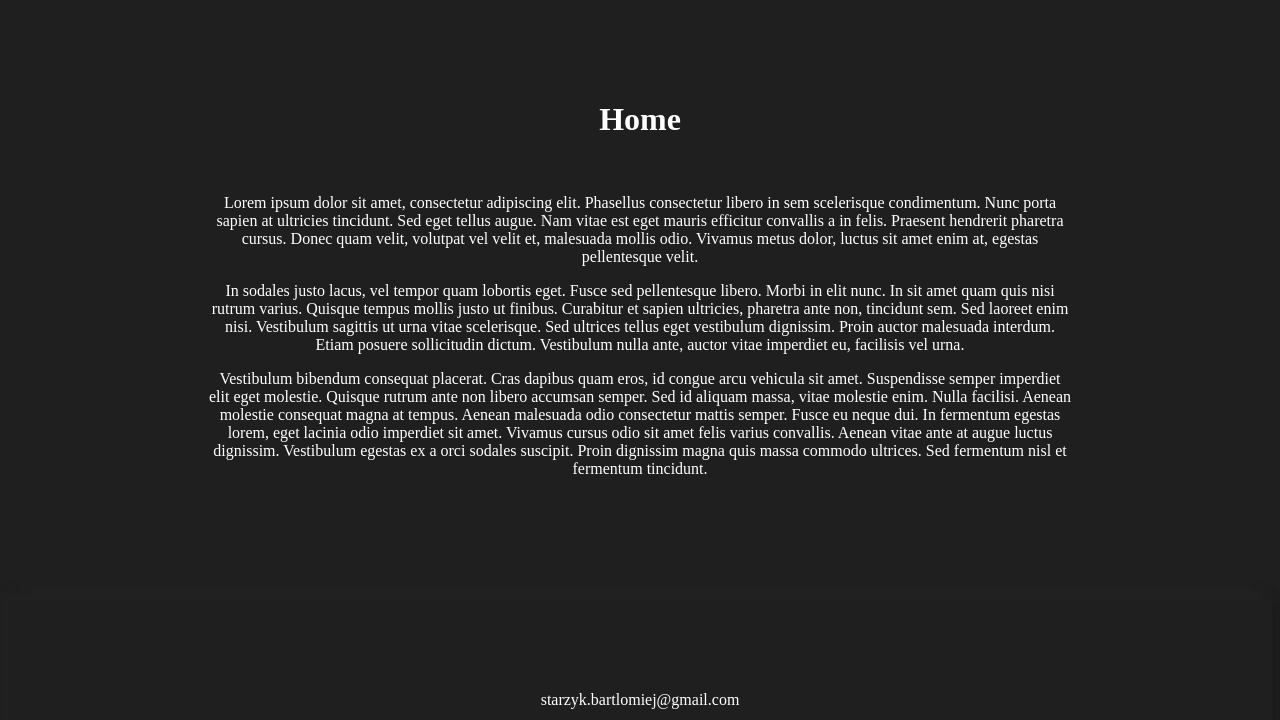 Home
Lorem ipsum dolor sit amet, consectetur adipiscing elit. Phasellus consectetur libero in sem scelerisque condimentum. Nunc porta
sapien at ultricies tincidunt. Sed eget tellus augue. Nam vitae est eget mauris efficitur convallis a in felis. Praesent hendrerit pharetra
cursus. Donec quam velit, volutpat vel velit et, malesuada mollis odio. Vivamus metus dolor, luctus sit amet enim at, egestas
pellentesque velit.
In sodales justo lacus, vel tempor quam lobortis eget. Fusce sed pellentesque libero. Morbi in elit nunc. In sit amet quam quis nisi
rutrum varius. Quisque tempus mollis justo ut finibus. Curabitur et sapien ultricies, pharetra ante non, tincidunt sem. Sed laoreet enim
nisi. Vestibulum sagittis ut urna vitae scelerisque. Sed ultrices tellus eget vestibulum dignissim. Proin auctor malesuada interdum.
Etiam posuere sollicitudin dictum. Vestibulum nulla ante, auctor vitae imperdiet eu, facilisis vel urna.
Vestibulum bibendum consequat placerat. Cras dapibus quam eros, id congue arcu vehicula sit amet. Suspendisse semper imperdiet
elit eget molestie. Quisque rutrum ante non libero accumsan semper. Sed id aliquam massa, vitae molestie enim. Nulla facilisi. Aenean
molestie consequat magna at tempus. Aenean malesuada odio consectetur mattis semper. Fusce eu neque dui. In fermentum egestas
lorem, eget lacinia odio imperdiet sit amet. Vivamus cursus odio sit amet felis varius convallis. Aenean vitae ante at augue luctus
dignissim. Vestibulum egestas ex a orci sodales suscipit. Proin dignissim magna quis massa commodo ultrices. Sed fermentum nisl et
fermentum tincidunt.
starzyk.bartlomiej@gmail.com